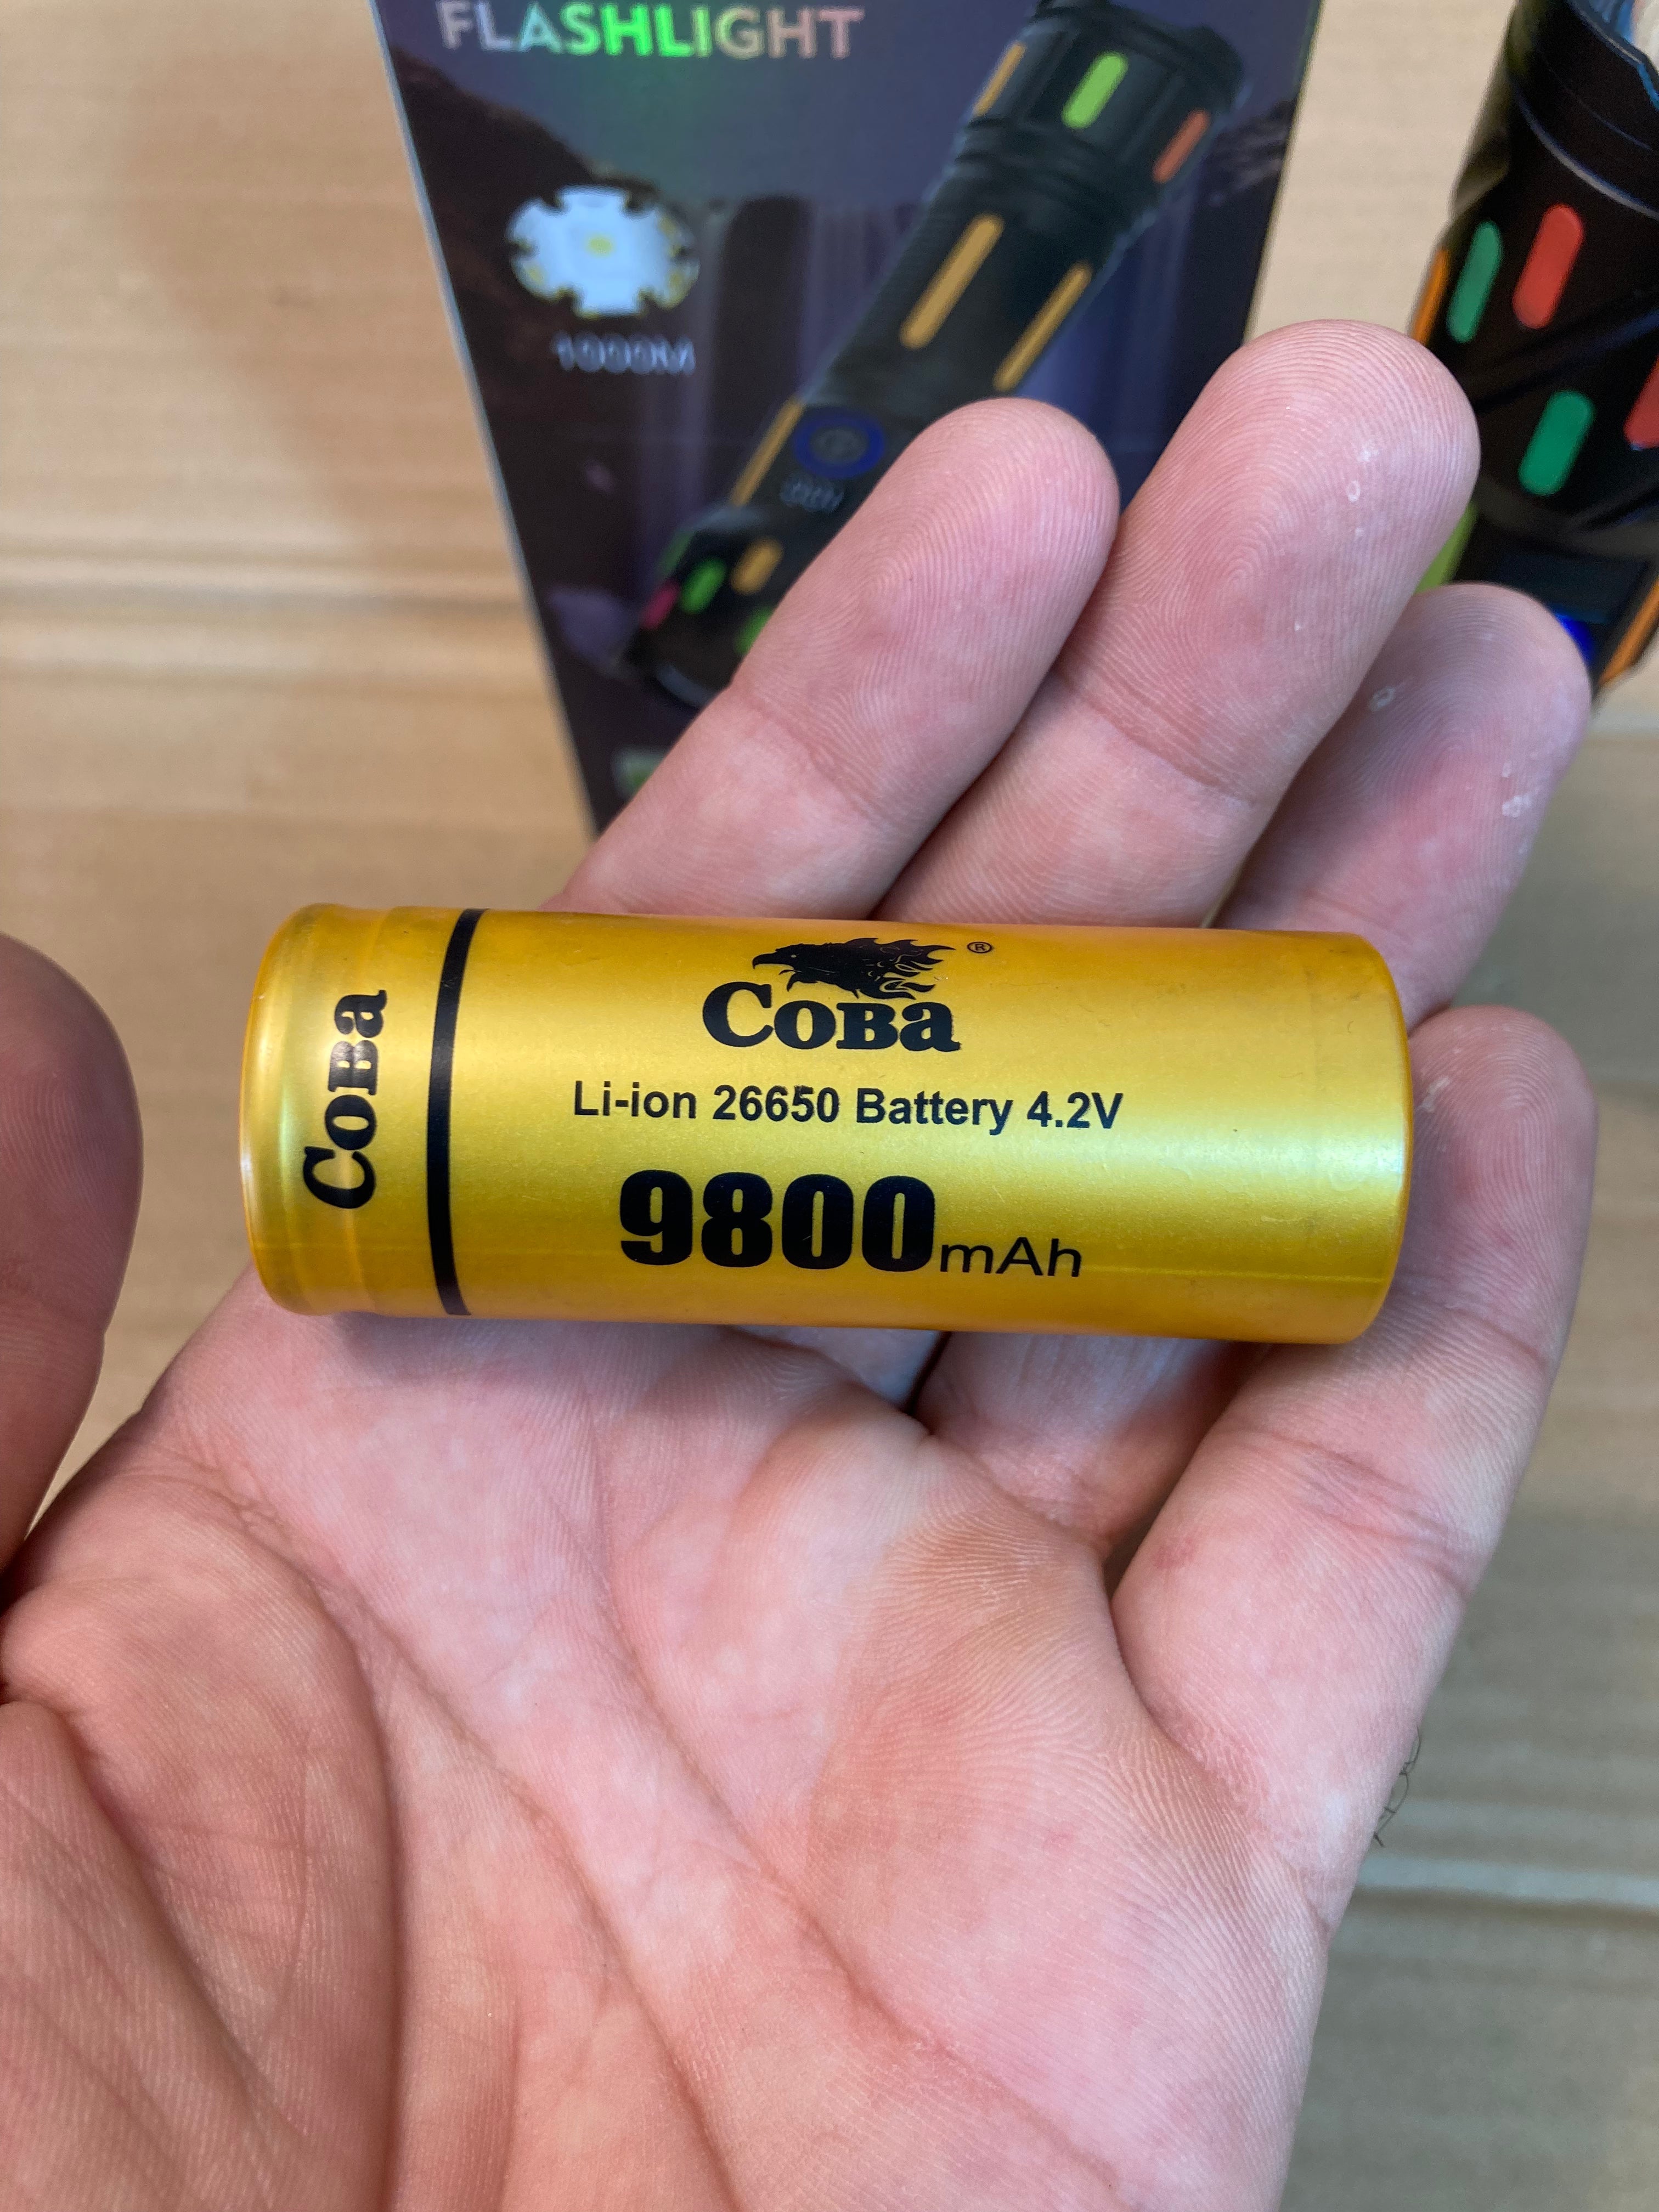 FLASHLIGHT
1000M
Coba
®
Coba
Li-ion 26650 Battery 4.2V
9800mAh